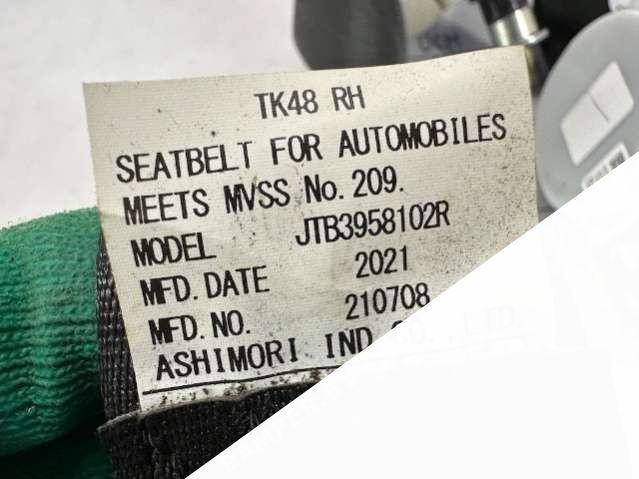 TK48 RH
SEATBELT FOR AUTOMOBILES
MEETS MVSS No. 209.
MODEL JTB3958102R
MFD. DATE 2021
MFD. NO. 210708
ASHIMORI IND